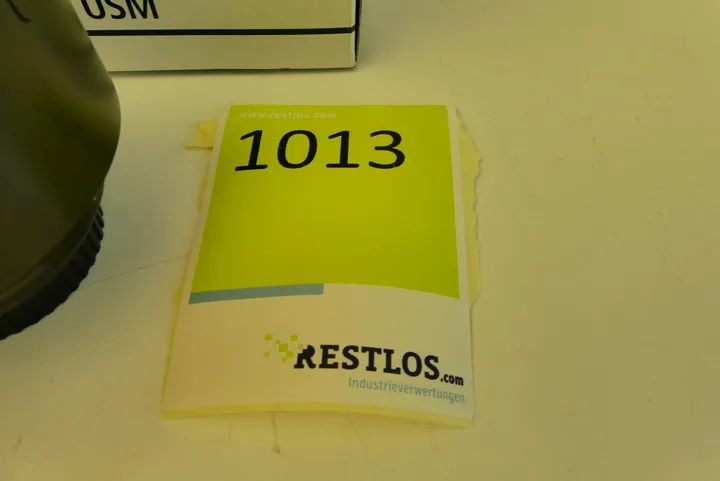 USM
www.restlos.com
1013
RESTLOS.com
Industrieverwertungen